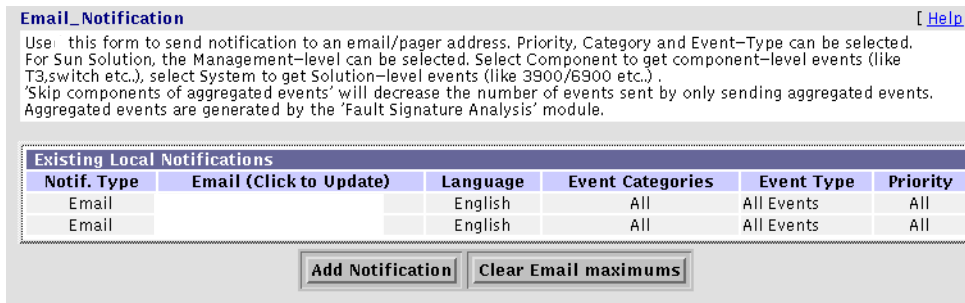 Email_Notification [ Help
Use this form to send notification to an email/pager address. Priority, Category and Event-Type can be selected.
For Sun Solution, the Management-level can be selected. Select Component to get component-level events (like
T3,switch etc..), select System to get Solution-level events (like 3900/6900 etc..) .
'Skip components of aggregated events' will decrease the number of events sent by only sending aggregated events.
Aggregated events are generated by the 'Fault Signature Analysis' module.
Existing Local Notifications
Notif. Type Email (Click to Update) Language Event Categories Event Type Priority
Email English All All Events All
Email English All All Events All
Add Notification Clear Email maximums